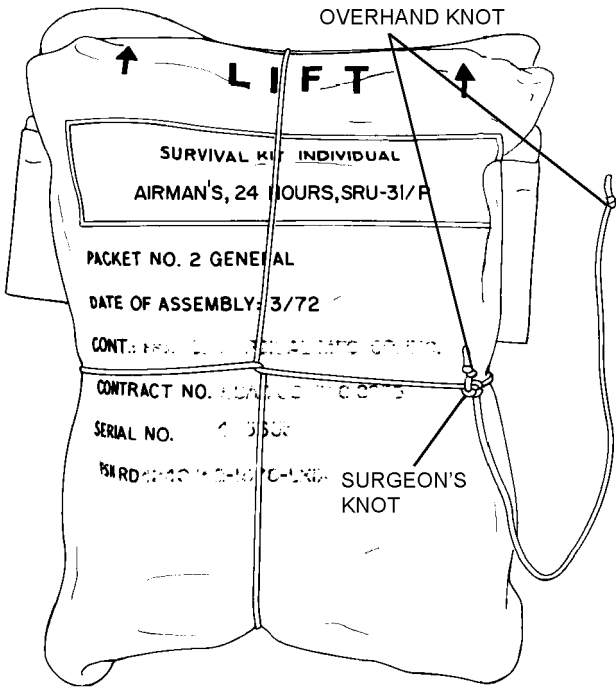 OVERHAND KNOT
LIFT
SURVIVAL KIT INDIVIDUAL
AIRMAN'S, 24 HOURS, SRU-31/P
PACKET NO. 2 GENERAL
DATE OF ASSEMBLY: 3/72
CONT.:
CONTRACT NO.
SERIAL NO.
SURGEON'S
KNOT